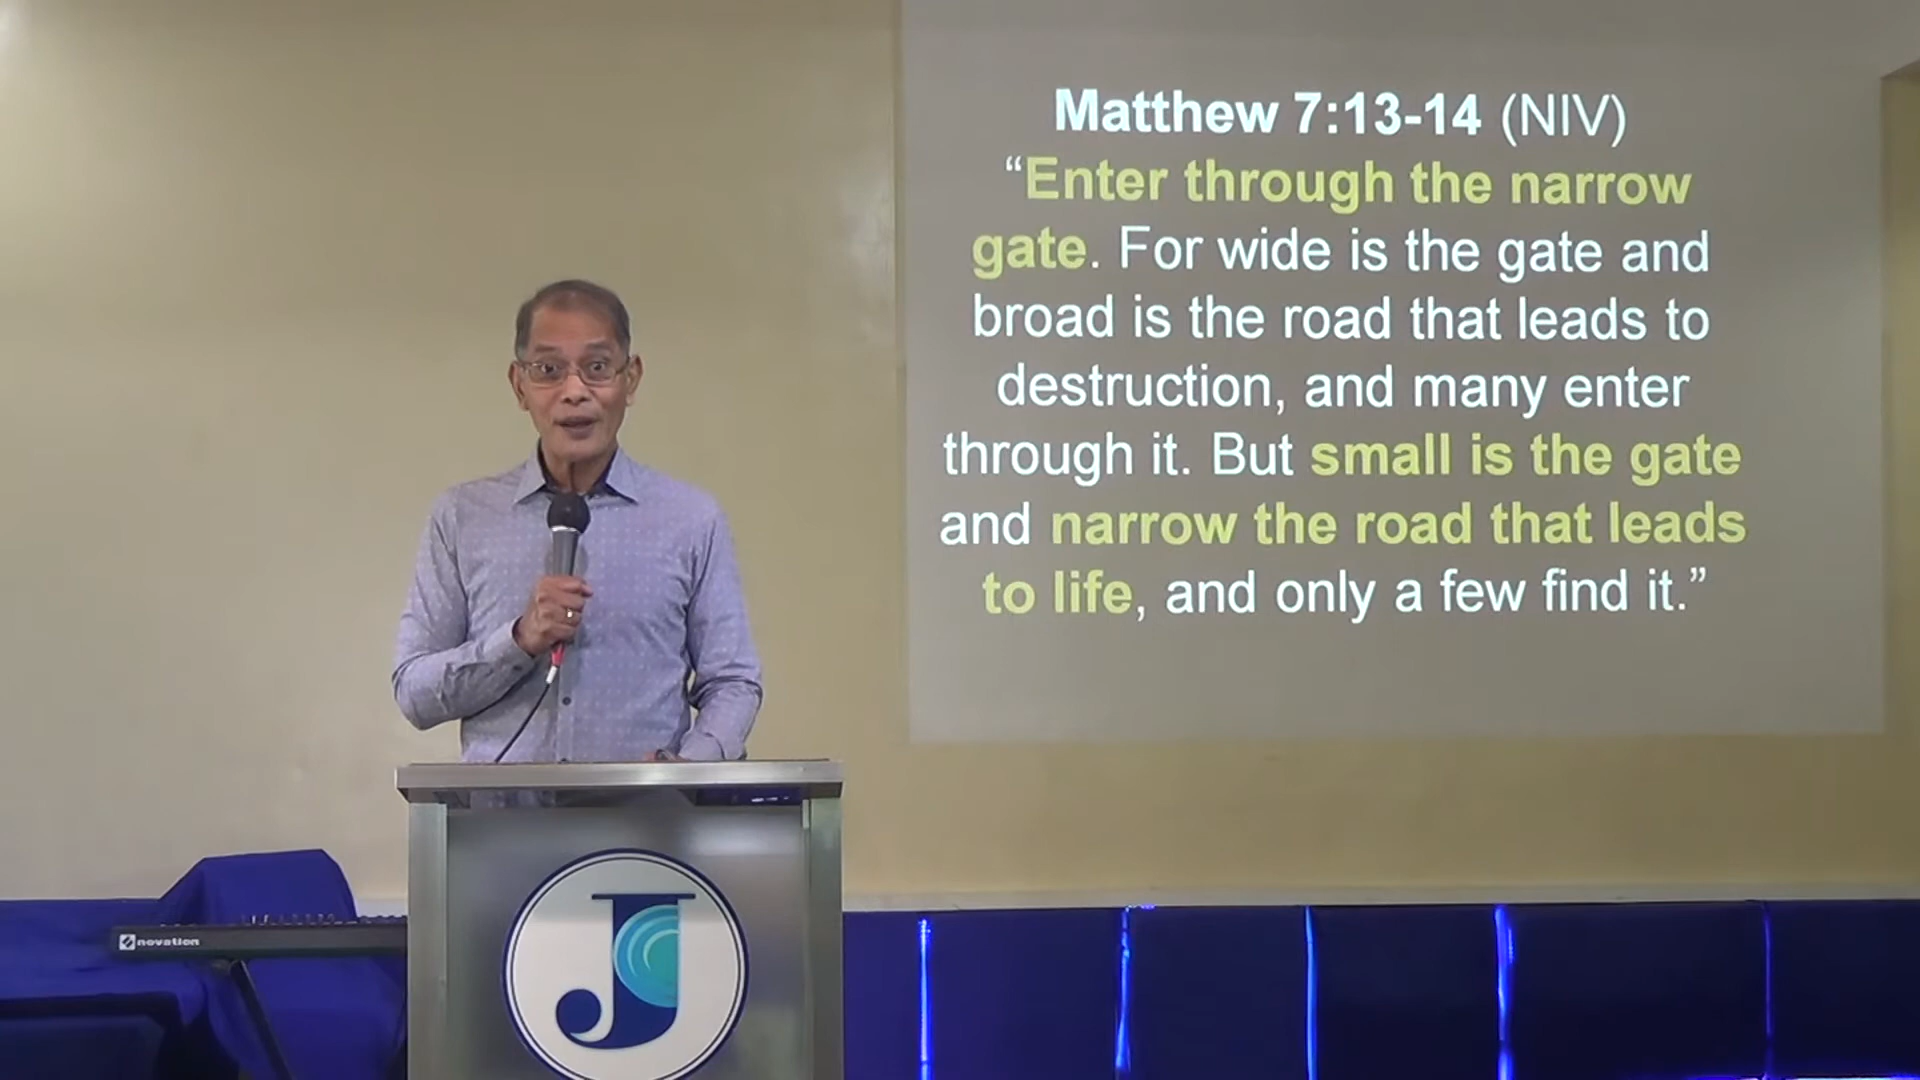 Matthew 7:13-14 (NIV)
“Enter through the narrow
gate. For wide is the gate and
broad is the road that leads to
destruction, and many enter
through it. But small is the gate
and narrow the road that leads
to life, and only a few find it.”
novation
J